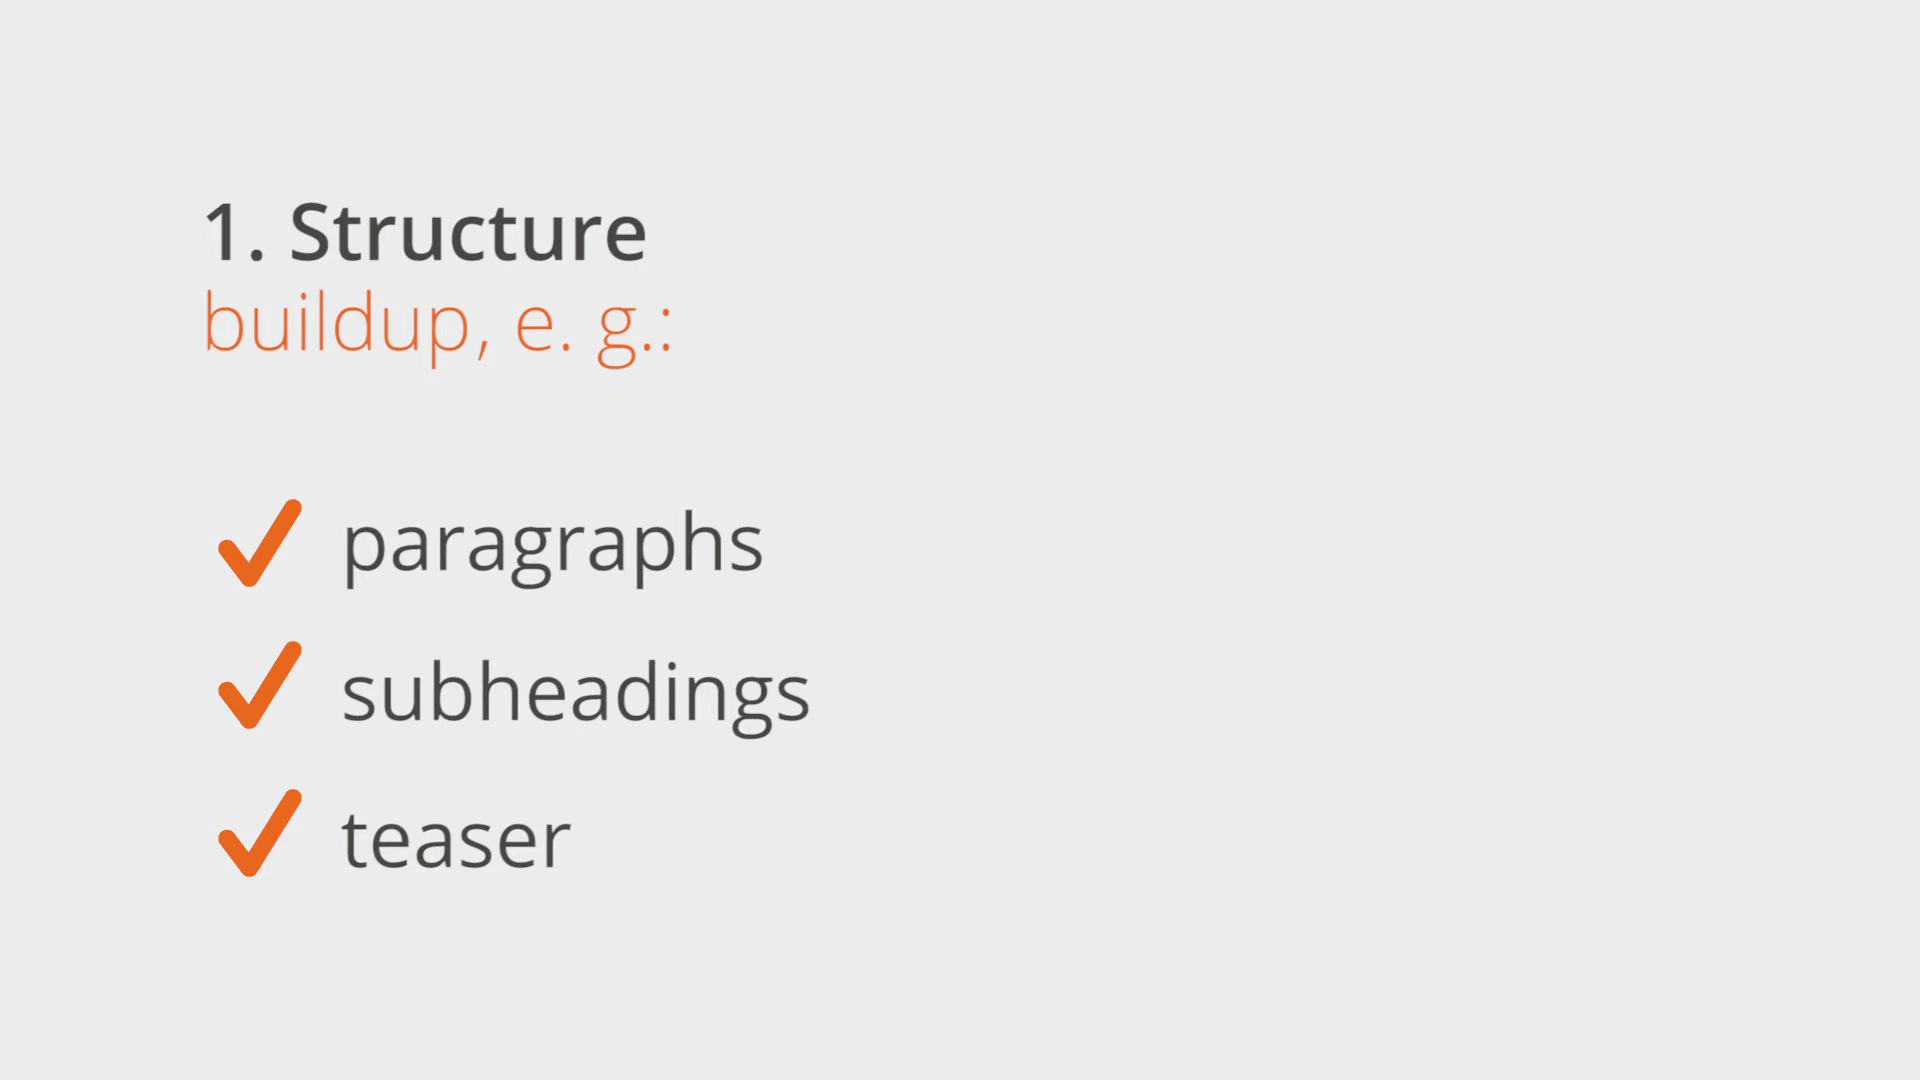 1. Structure
buildup, e. g.:
paragraphs
subheadings
teaser